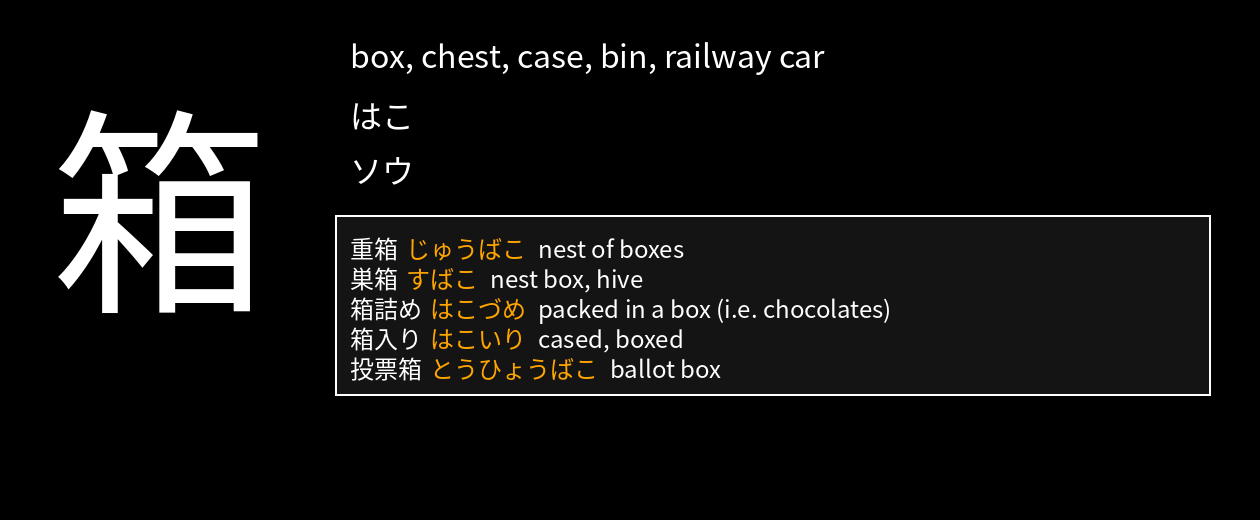 箱
box, chest, case, bin, railway car
はこ
ソウ
重箱 じゅうばこ nest of boxes
巣箱 すばこ nest box, hive
箱詰め はこづめ packed in a box (i.e. chocolates)
箱入り はこいり cased, boxed
投票箱 とうひょうばこ ballot box